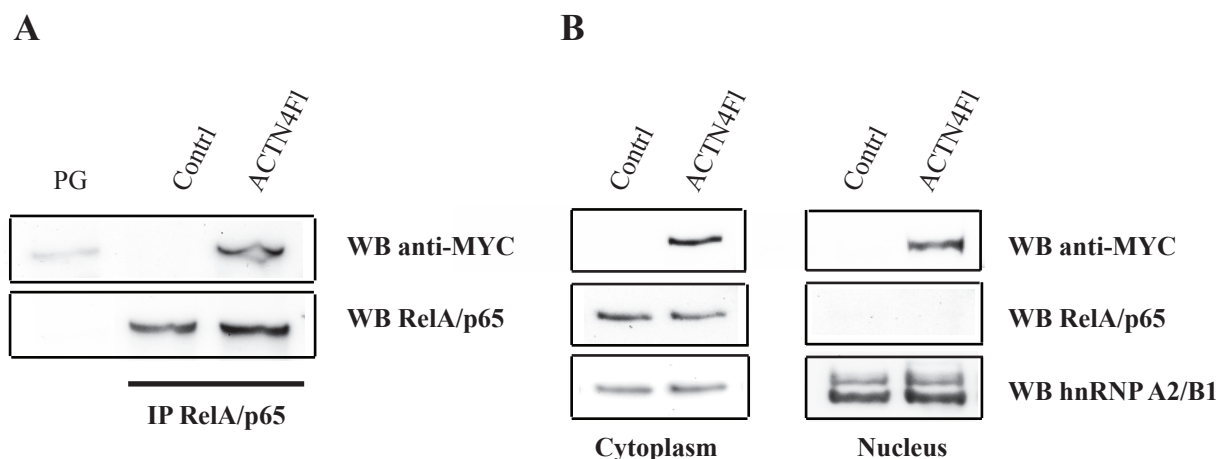 A
B
PG
Contrl
ACTN4Fl
Contrl
ACTN4Fl
Contrl
ACTN4Fl
WB anti-MYC
WB anti-MYC
WB RelA/p65
WB RelA/p65
WB hnRNP A2/B1
IP RelA/p65
Cytoplasm
Nucleus